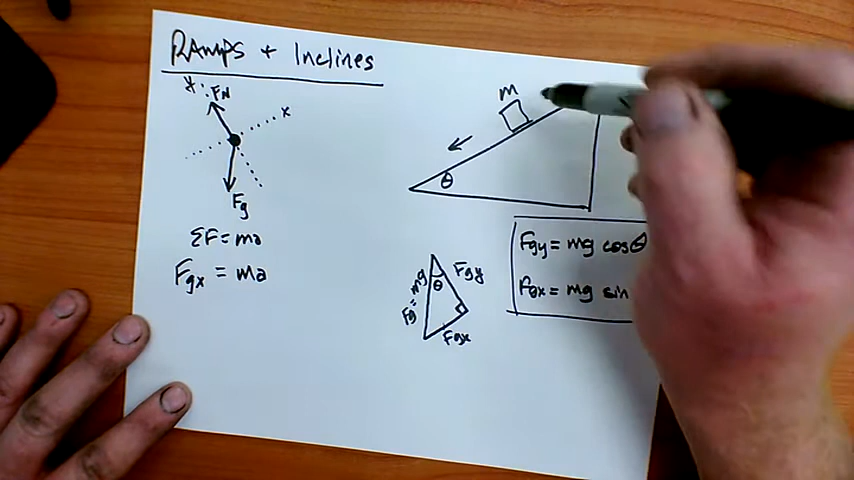 Ramps + Inclines
y
FN
x
Fg
ΣF = ma
Fgx = ma
m
θ
Fg = mg
θ
Fgy
Fgx
Fgy = mg cosθ
Fgx = mg sin